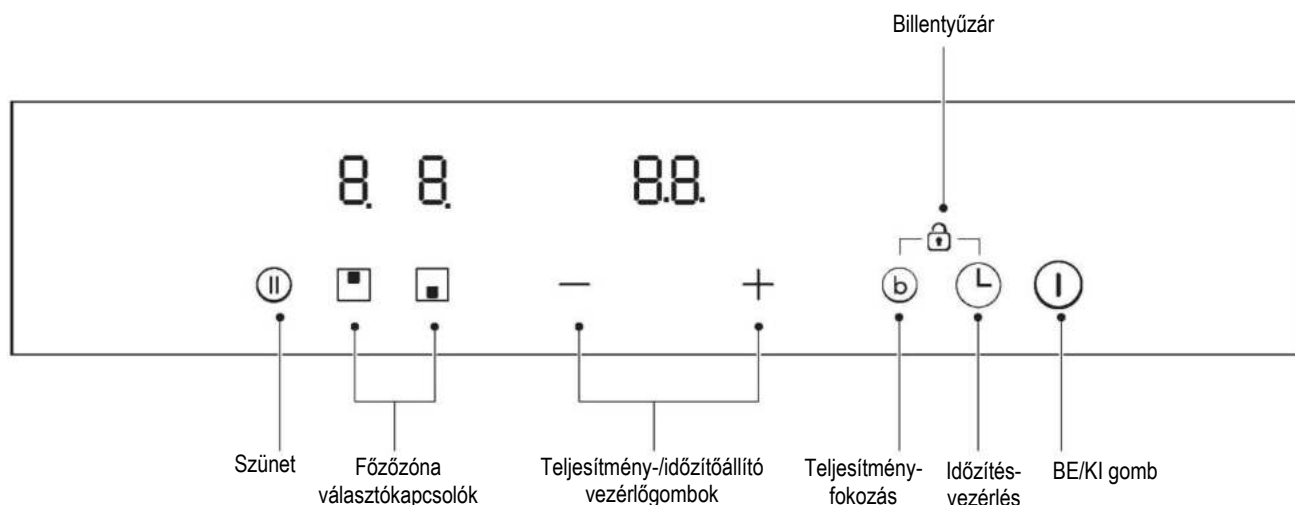 Billentyűzár
8. 8. 8.8.
b
Szünet
Főzőzóna
választókapcsolók
Teljesítmény-/időzítőállító
vezérlőgombok
Teljesítmény-
fokozás
Időzítés-
vezérlés
BE/KI gomb